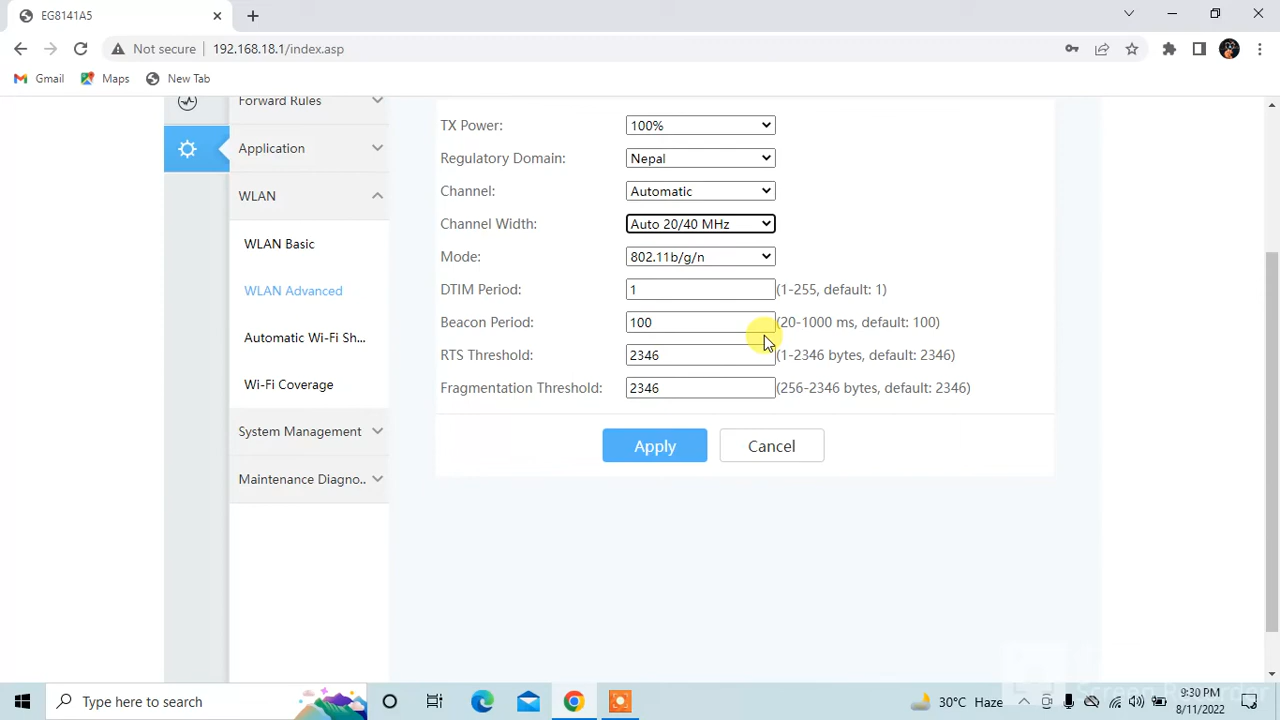 EG8141A5
Not secure 192.168.18.1/index.asp
Gmail Maps New Tab
Forward Rules
Application
WLAN
WLAN Basic
WLAN Advanced
Automatic Wi-Fi Sh...
Wi-Fi Coverage
System Management
Maintenance Diagno..
TX Power: 100%
Regulatory Domain: Nepal
Channel: Automatic
Channel Width: Auto 20/40 MHz
Mode: 802.11b/g/n
DTIM Period: 1 (1-255, default: 1)
Beacon Period: 100 (20-1000 ms, default: 100)
RTS Threshold: 2346 (1-2346 bytes, default: 2346)
Fragmentation Threshold: 2346 (256-2346 bytes, default: 2346)
Apply Cancel
Screen Recorder
Type here to search 30°C Haze 9:30 PM
8/11/2022